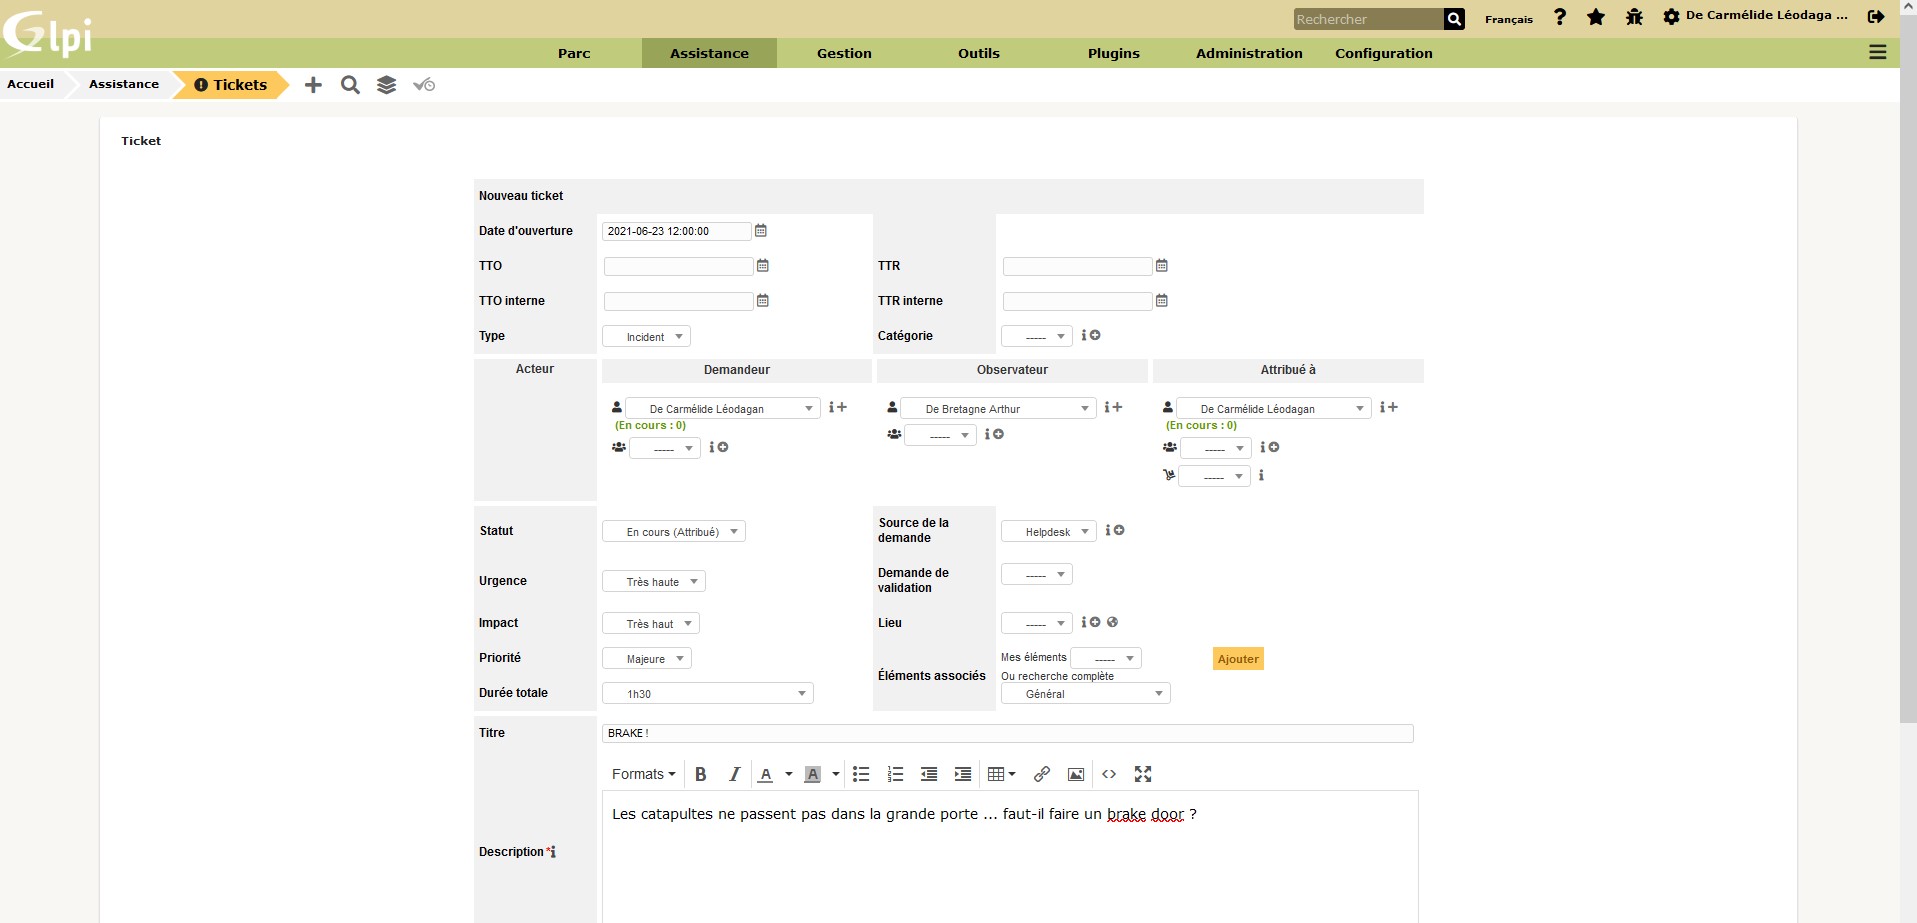 Glpi
Rechercher
Français
De Carmélide Léodaga ...
Parc
Assistance
Gestion
Outils
Plugins
Administration
Configuration
Accueil
Assistance
Tickets
Ticket
Nouveau ticket
Date d'ouverture
2021-06-23 12:00:00
TTO
TTR
TTO interne
TTR interne
Type
Incident
Catégorie
-----
Acteur
Demandeur
Observateur
Attribué à
De Carmélide Léodagan
De Bretagne Arthur
De Carmélide Léodagan
(En cours : 0)
(En cours : 0)
-----
-----
-----
-----
Statut
En cours (Attribué)
Source de la demande
Helpdesk
Urgence
Très haute
Demande de validation
-----
Impact
Très haut
Lieu
-----
Priorité
Majeure
Éléments associés
Mes éléments
-----
Ajouter
Ou recherche complète
Général
Durée totale
1h30
Titre
BRAKE !
Formats
B
I
A
A
Les catapultes ne passent pas dans la grande porte ... faut-il faire un brake door ?
Description *